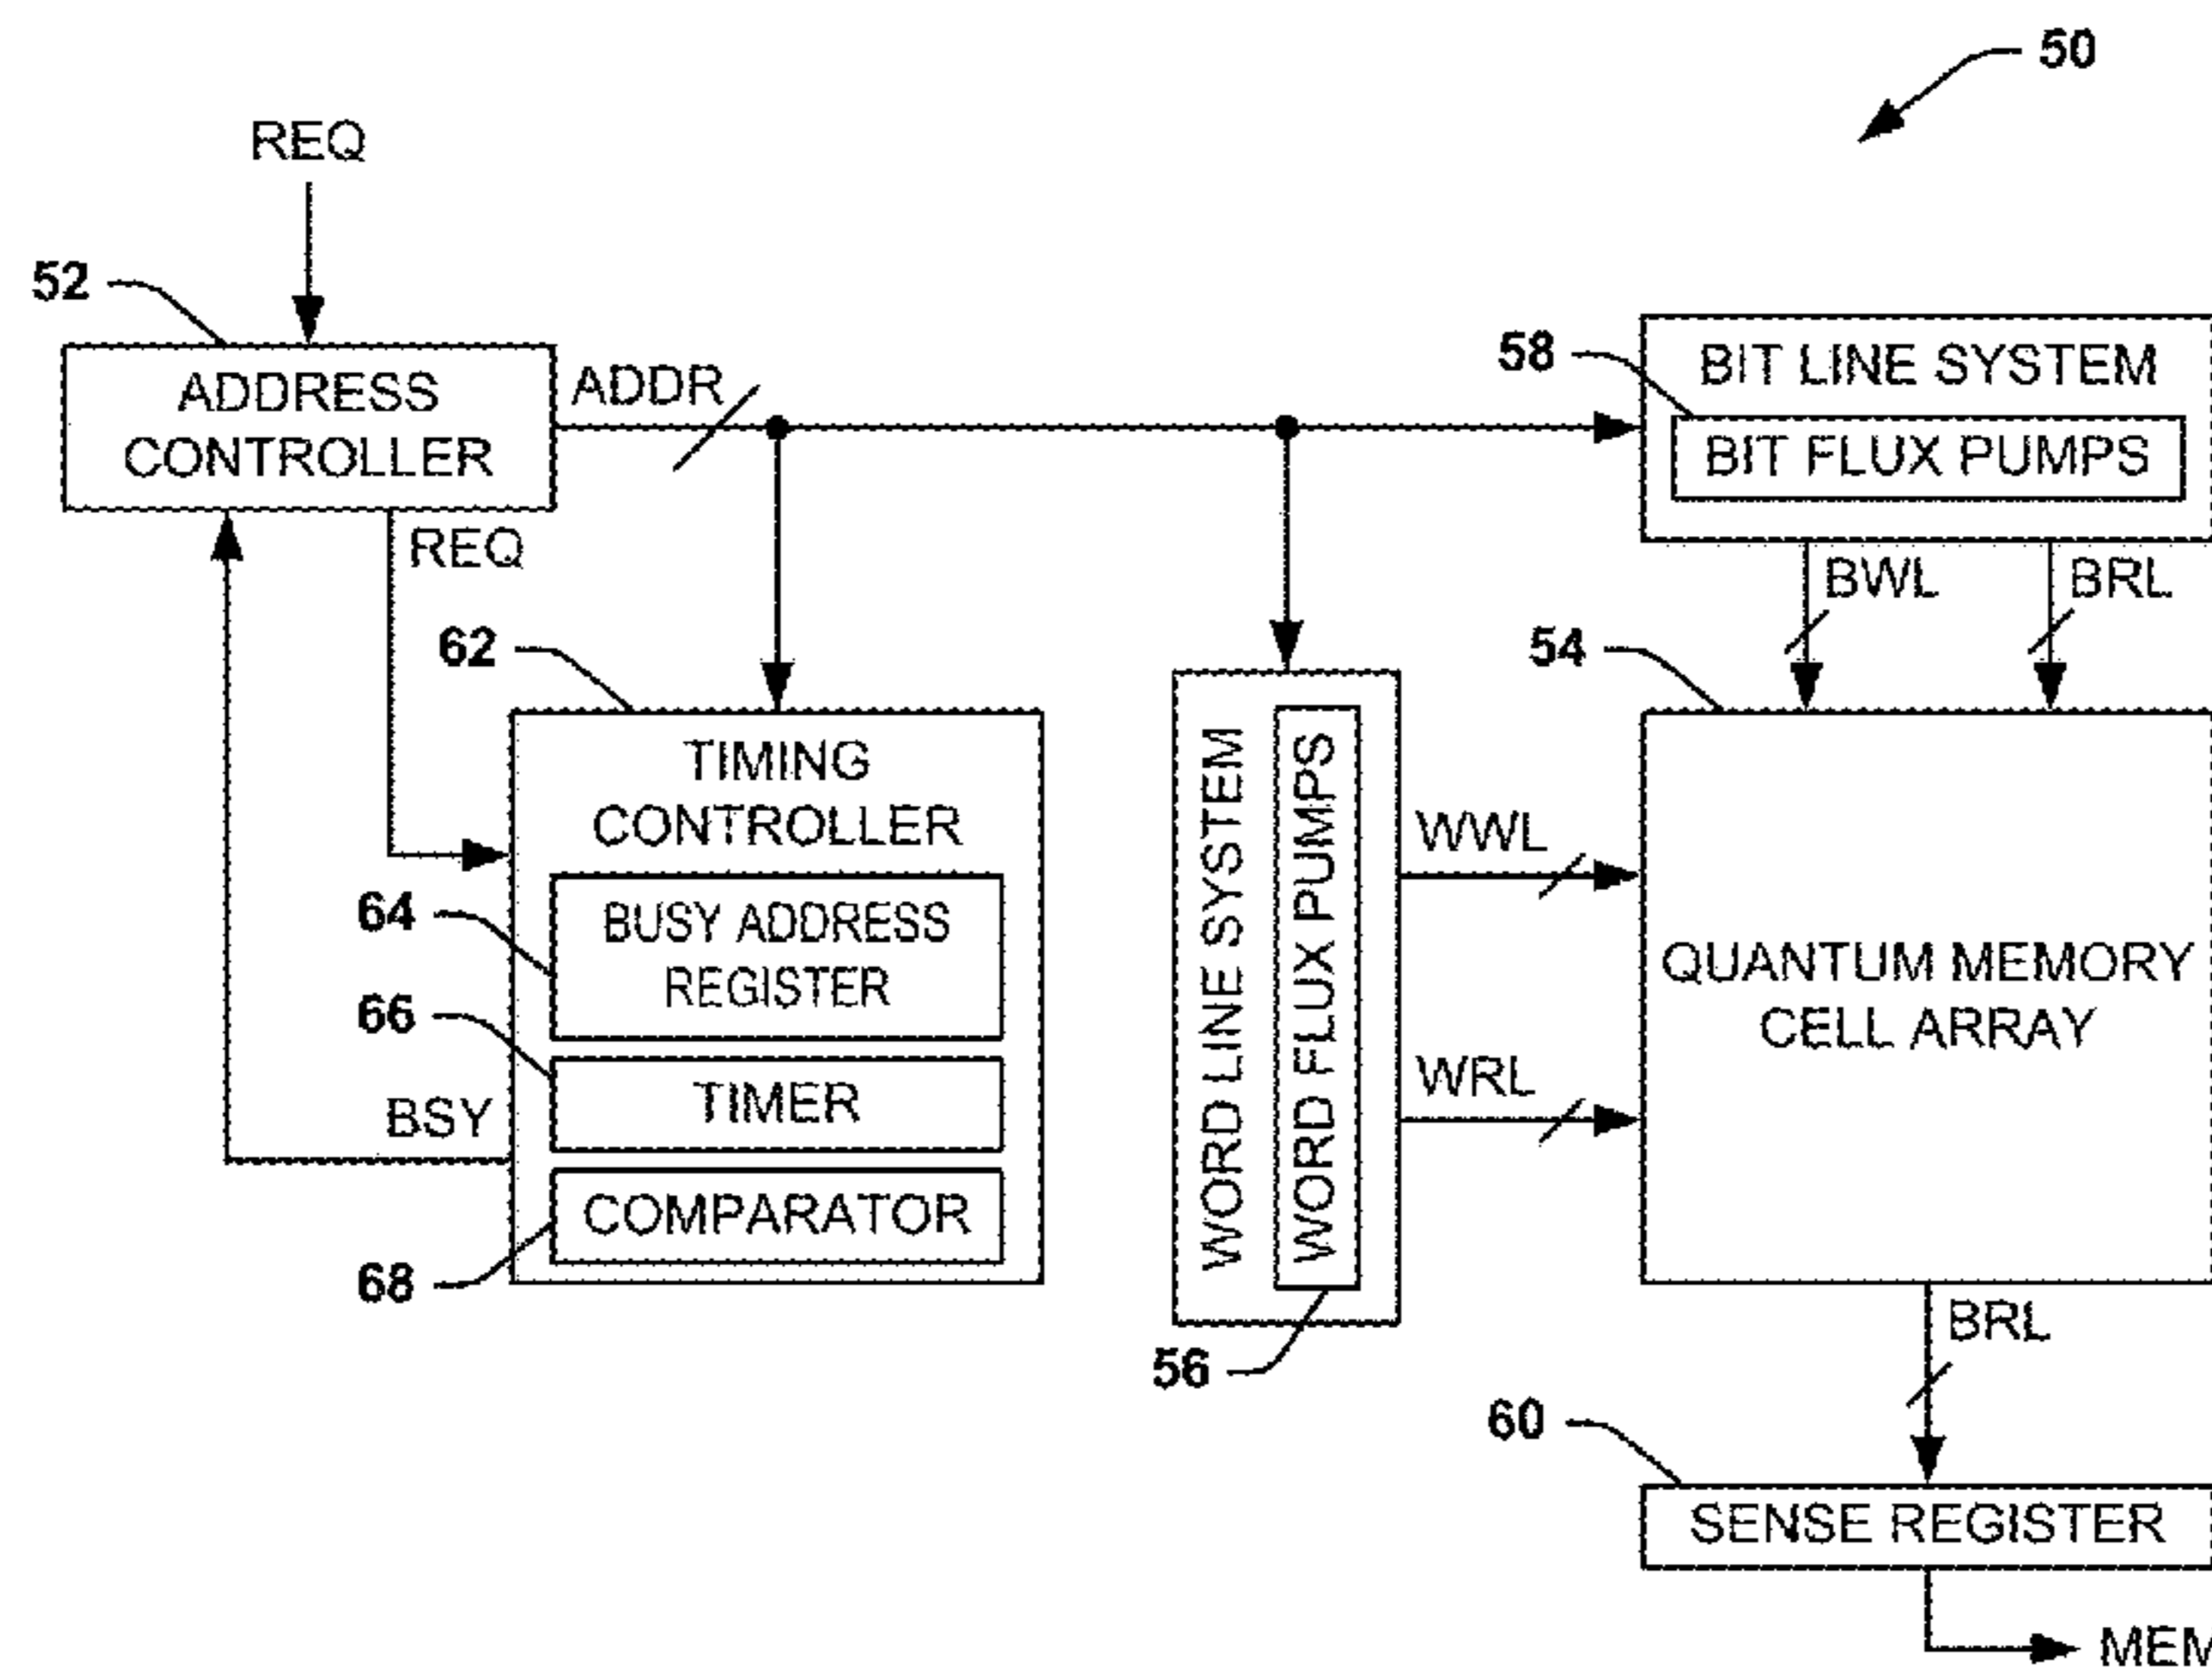 50
REQ
52
ADDRESS
CONTROLLER
ADDR
58
BIT LINE SYSTEM
BIT FLUX PUMPS
REQ
BWL
BRL
62
54
TIMING
CONTROLLER
64
BUSY ADDRESS
REGISTER
66
TIMER
BSY
68
COMPARATOR
WORD LINE SYSTEM
WORD FLUX PUMPS
56
WWL
WRL
QUANTUM MEMORY
CELL ARRAY
BRL
60
SENSE REGISTER
MEM